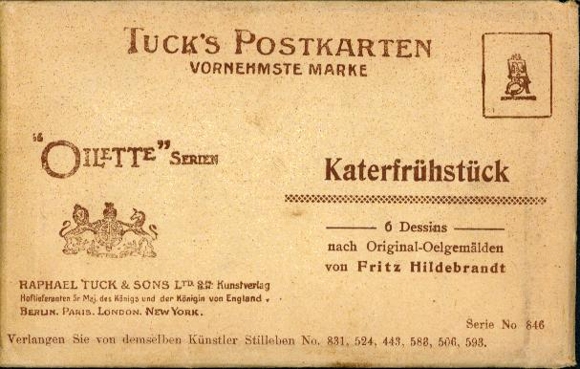 TUCK'S POSTKARTEN
VORNEHMSTE MARKE
"OILETTE" SERIEN
Katerfrühstück
6 Dessins
nach Original-Oelgemälden
von Fritz Hildebrandt
RAPHAEL TUCK & SONS LTD. Kunstverlag
Hoflieferanten Sr Maj. des Königs und der Königin von England.
BERLIN. PARIS. LONDON. NEW YORK.
Serie No 846
Verlangen Sie von demselben Künstler Stilleben No. 831, 524, 443, 588, 506, 593.